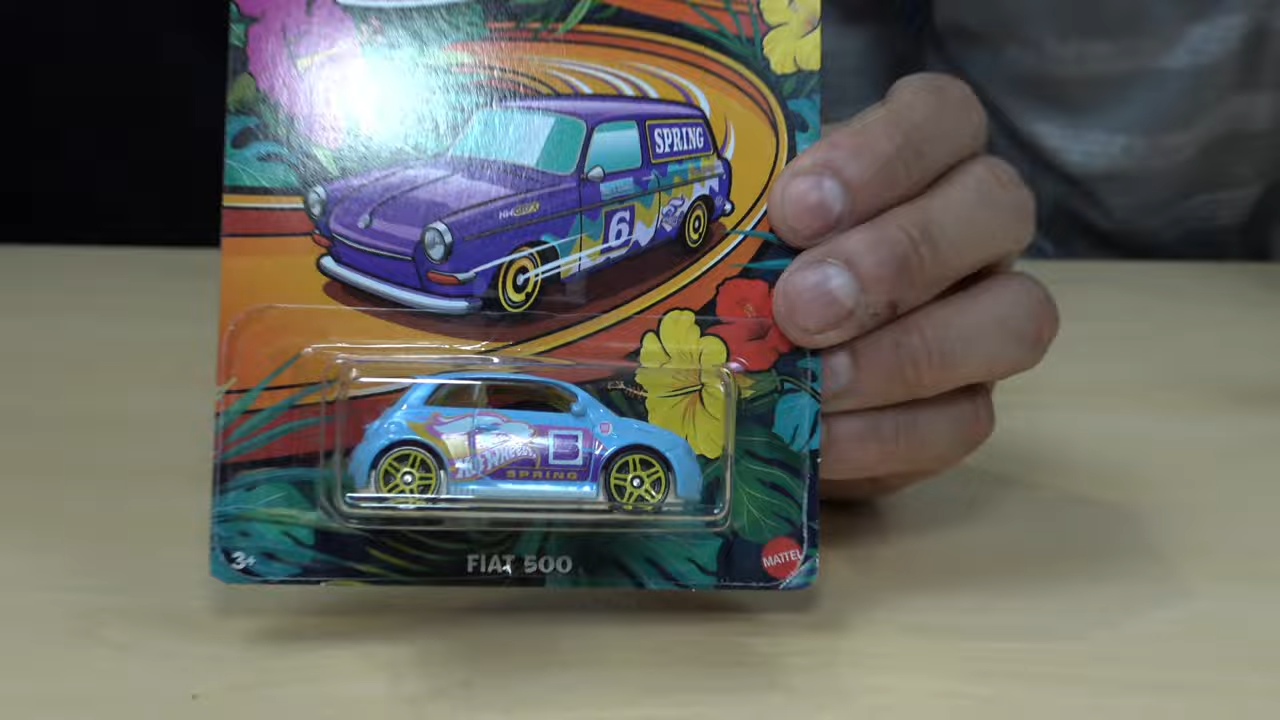 SPRING
6
Hot Wheels
SPRING
3+
FIAT 500
MATTEL